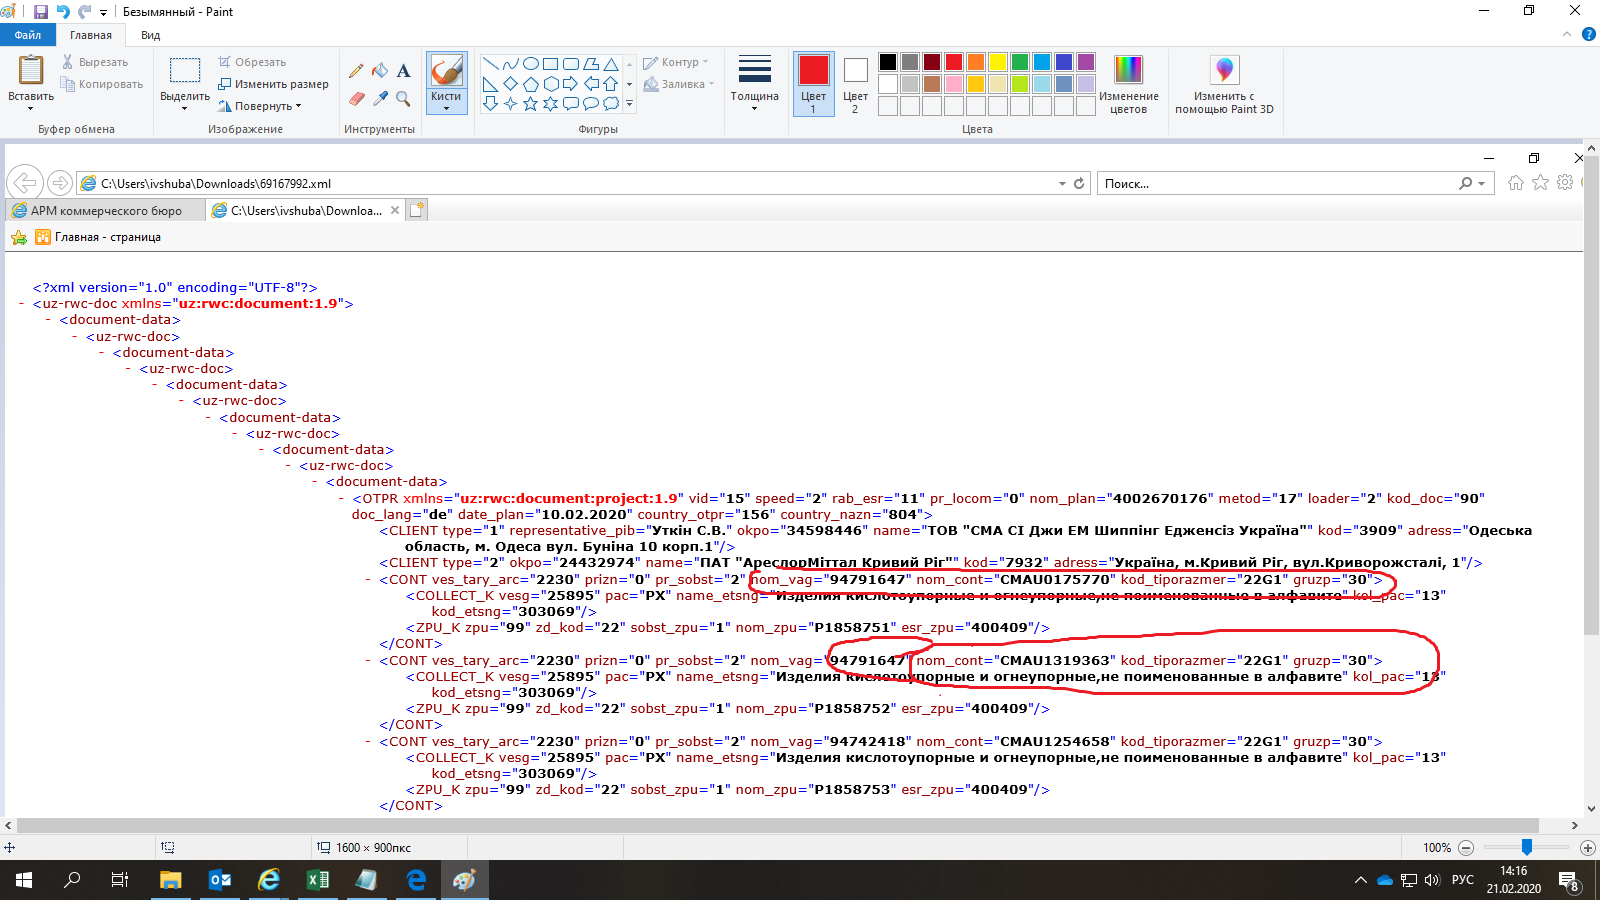 Безымянный - Paint
Файл Главная Вид
Вставить
Вырезать
Копировать
Буфер обмена
Выделить
Обрезать
Изменить размер
Повернуть
Изображение
A
Инструменты
Кисти
Контур
Заливка
Фигуры
Толщина
Цвет 1
Цвет 2
Изменение цветов
Цвета
Изменить с помощью Paint 3D
C:\Users\ivshuba\Downloads\69167992.xml
Поиск...
АРМ коммерческого бюро
C:\Users\ivshuba\Downloa...
Главная - страница
<?xml version="1.0" encoding="UTF-8"?>
- <uz-rwc-doc xmlns="uz:rwc:document:1.9">
- <document-data>
- <uz-rwc-doc>
- <document-data>
- <uz-rwc-doc>
- <document-data>
- <uz-rwc-doc>
- <document-data>
- <uz-rwc-doc>
- <document-data>
- <uz-rwc-doc>
- <document-data>
- <OTPR xmlns="uz:rwc:document:project:1.9" vid="15" speed="2" rab_esr="11" pr_locom="0" nom_plan="4002670176" metod="17" loader="2" kod_doc="90"
doc_lang="de" date_plan="10.02.2020" country_otpr="156" country_nazn="804">
<CLIENT type="1" representative_pib="Уткін С.В." okpo="34598446" name="ТОВ "СМА СІ Джи ЕМ Шиппінг Едженсіз Україна"" kod="3909" adress="Одеська
область, м. Одеса вул. Буніна 10 корп.1"/>
<CLIENT type="2" okpo="24432974" name="ПАТ "АреслорМіттал Кривий Ріг"" kod="7932" adress="Україна, м.Кривий Ріг, вул.Криворожсталі, 1"/>
- <CONT ves_tary_arc="2230" prizn="0" pr_sobst="2" nom_vag="94791647" nom_cont="CMAU0175770" kod_tiporazmer="22G1" gruzp="30">
<COLLECT_K vesg="25895" pac="PX" name_etsng="Изделия кислотоупорные и огнеупорные,не поименованные в алфавите" kol_pac="13"
kod_etsng="303069"/>
<ZPU_K zpu="99" zd_kod="22" sobst_zpu="1" nom_zpu="P1858751" esr_zpu="400409"/>
</CONT>
- <CONT ves_tary_arc="2230" prizn="0" pr_sobst="2" nom_vag="94791647" nom_cont="CMAU1319363" kod_tiporazmer="22G1" gruzp="30">
<COLLECT_K vesg="25895" pac="PX" name_etsng="Изделия кислотоупорные и огнеупорные,не поименованные в алфавите" kol_pac="13"
kod_etsng="303069"/>
<ZPU_K zpu="99" zd_kod="22" sobst_zpu="1" nom_zpu="P1858752" esr_zpu="400409"/>
</CONT>
- <CONT ves_tary_arc="2230" prizn="0" pr_sobst="2" nom_vag="94742418" nom_cont="CMAU1254658" kod_tiporazmer="22G1" gruzp="30">
<COLLECT_K vesg="25895" pac="PX" name_etsng="Изделия кислотоупорные и огнеупорные,не поименованные в алфавите" kol_pac="13"
kod_etsng="303069"/>
<ZPU_K zpu="99" zd_kod="22" sobst_zpu="1" nom_zpu="P1858753" esr_zpu="400409"/>
</CONT>
1600 × 900пкс
100%
РУС
14:16
21.02.2020
8